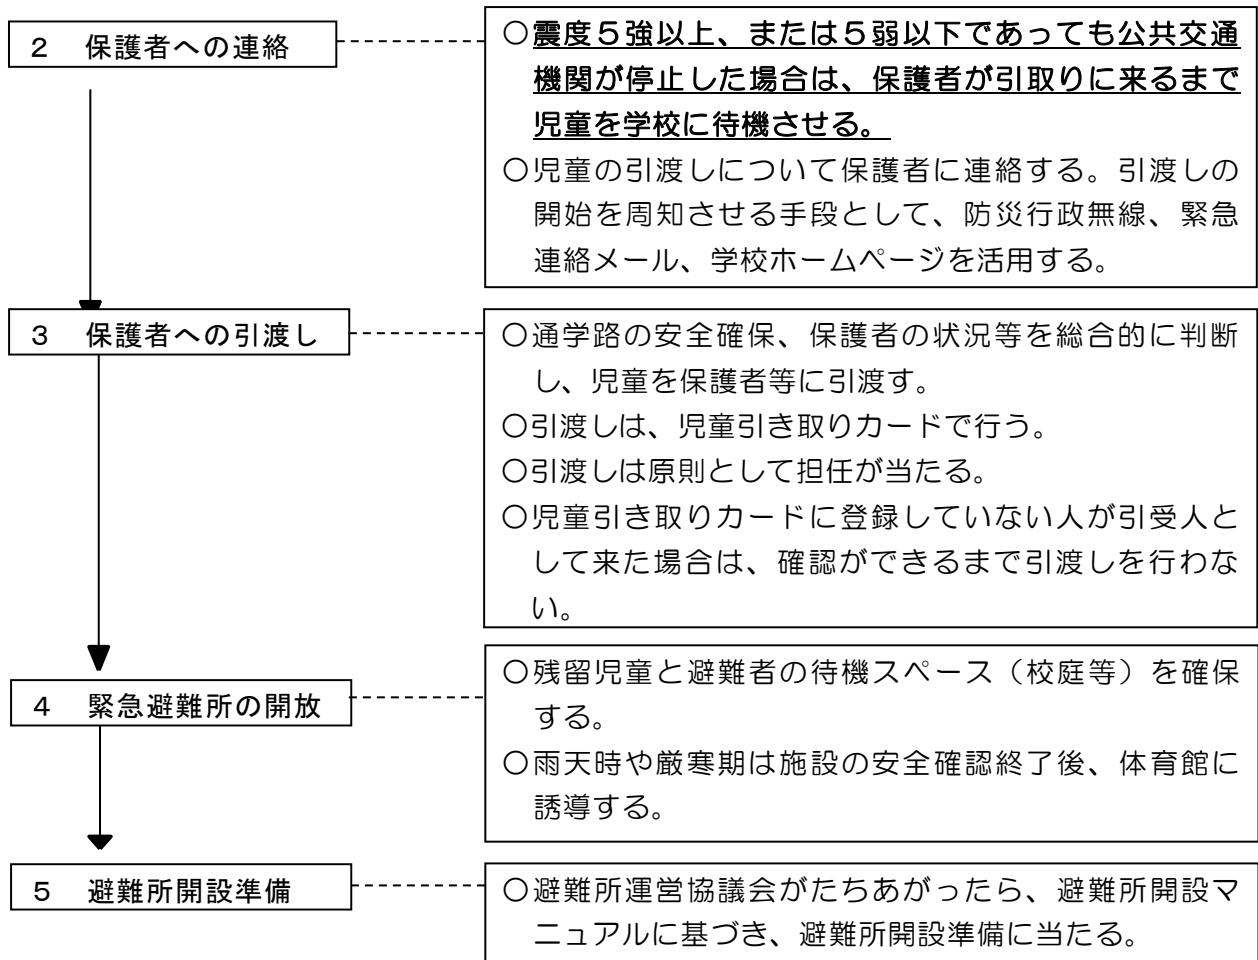 ２　保護者への連絡
○震度５強以上、または５弱以下であっても公共交通
機関が停止した場合は、保護者が引取りに来るまで
児童を学校に待機させる。
○児童の引渡しについて保護者に連絡する。引渡しの
開始を周知させる手段として、防災行政無線、緊急
連絡メール、学校ホームページを活用する。
３　保護者への引渡し
○通学路の安全確保、保護者の状況等を総合的に判断
し、児童を保護者等に引渡す。
○引渡しは、児童引き取りカードで行う。
○引渡しは原則として担任が当たる。
○児童引き取りカードに登録していない人が引受人と
して来た場合は、確認ができるまで引渡しを行わな
い。
４　緊急避難所の開放
○残留児童と避難者の待機スペース（校庭等）を確保
する。
○雨天時や厳寒期は施設の安全確認終了後、体育館に
誘導する。
５　避難所開設準備
○避難所運営協議会がたちあがったら、避難所開設マ
ニュアルに基づき、避難所開設準備に当たる。